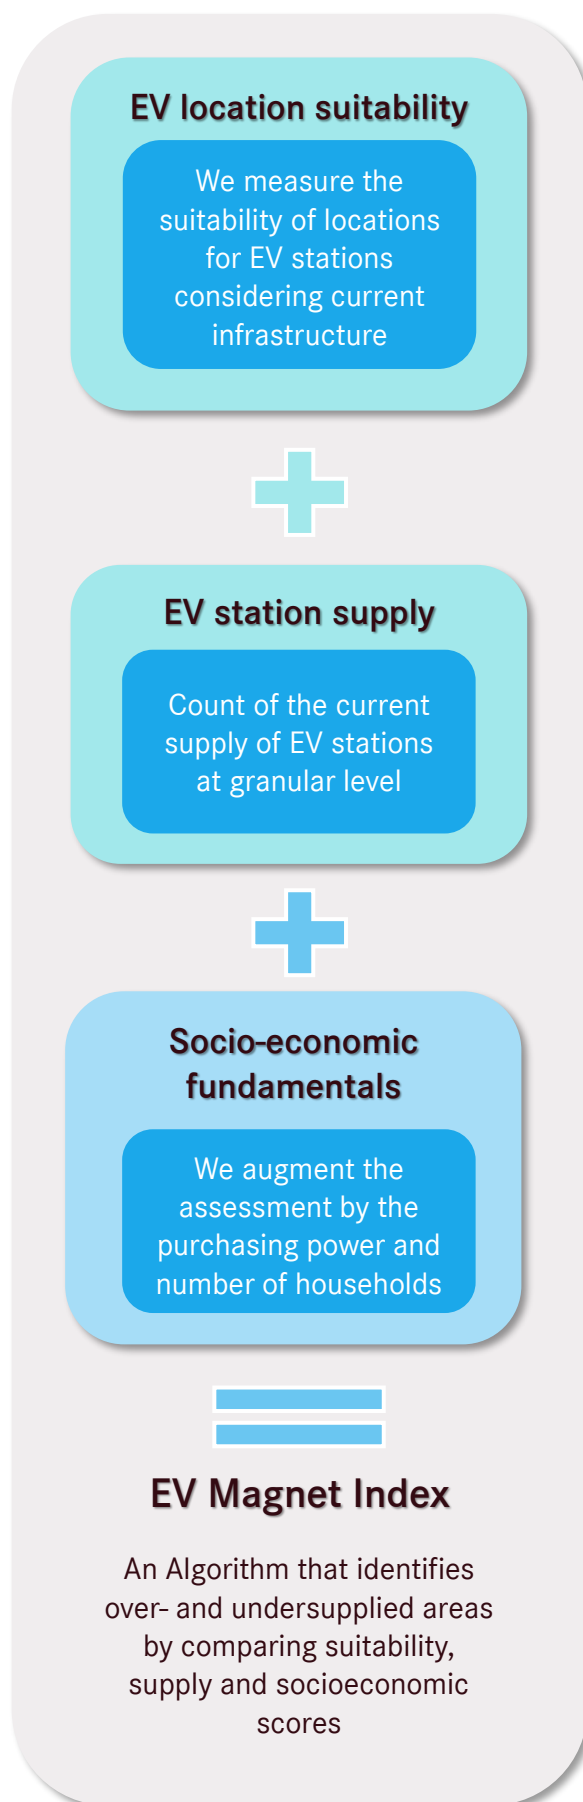 EV location suitability
We measure the
suitability of locations
for EV stations
considering current
infrastructure
EV station supply
Count of the current
supply of EV stations
at granular level
Socio-economic
fundamentals
We augment the
assessment by the
purchasing power and
number of households
EV Magnet Index
An Algorithm that identifies
over- and undersupplied areas
by comparing suitability,
supply and socioeconomic
scores